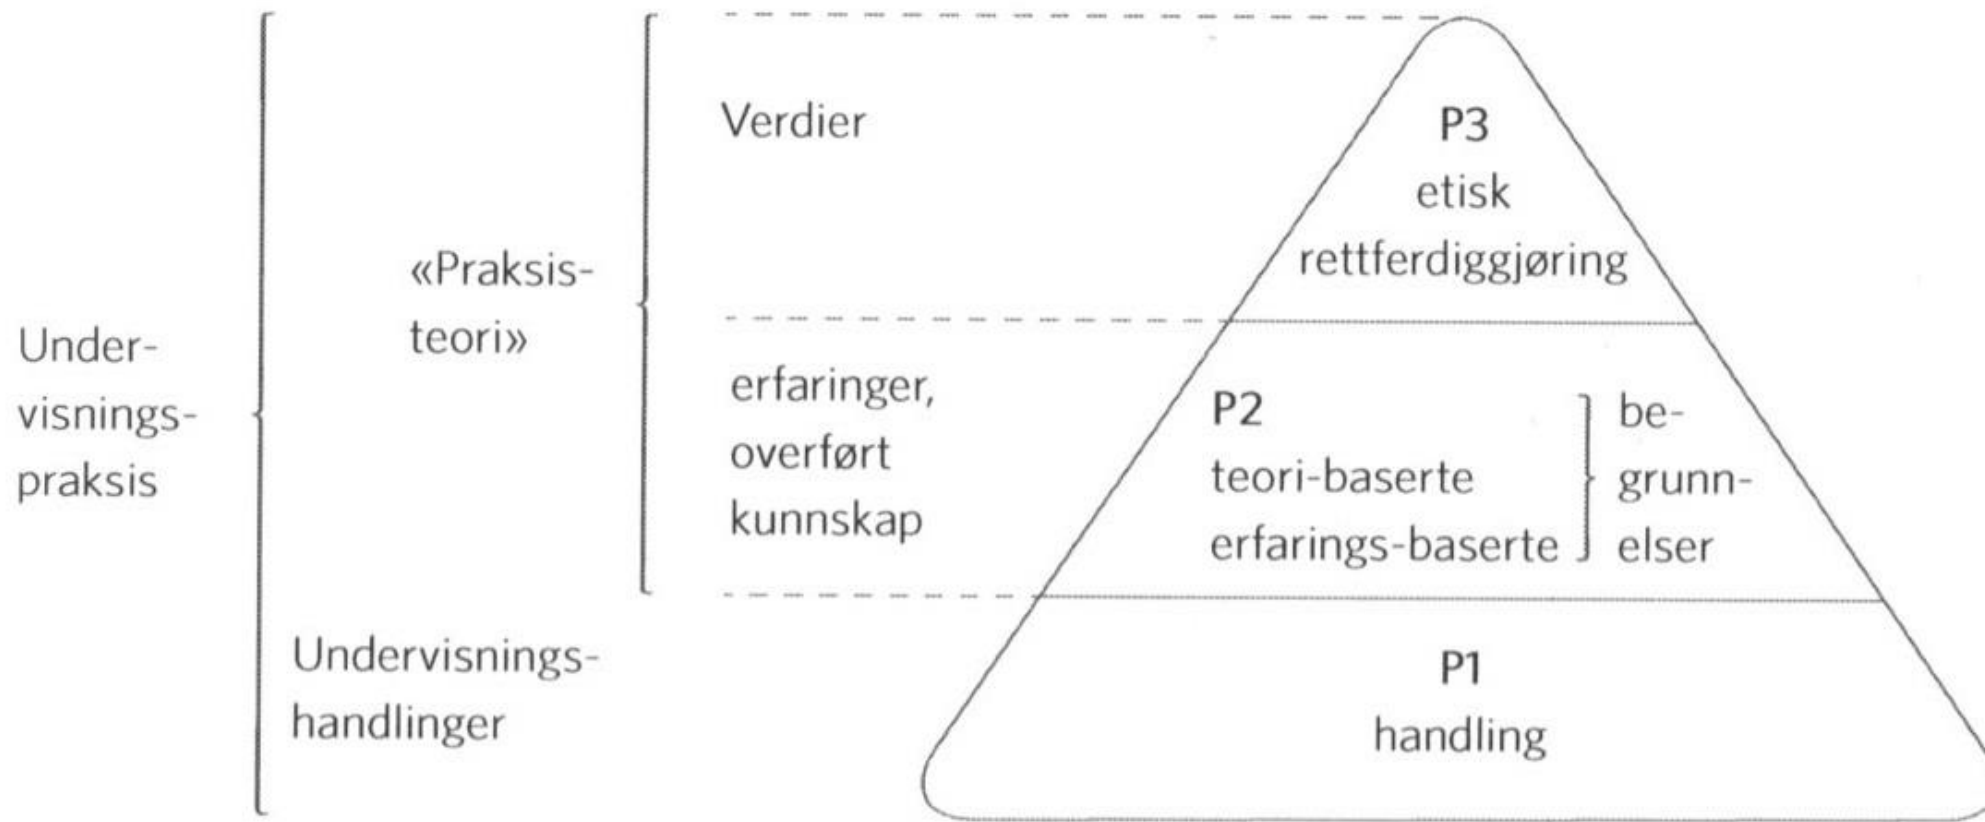 Under-
visnings-
praksis
«Praksis-
teori»
Undervisnings-
handlinger
Verdier
erfaringer,
overført
kunnskap
P3
etisk
rettferdiggjøring
P2
teori-baserte
erfarings-baserte
be-
grunn-
elser
P1
handling